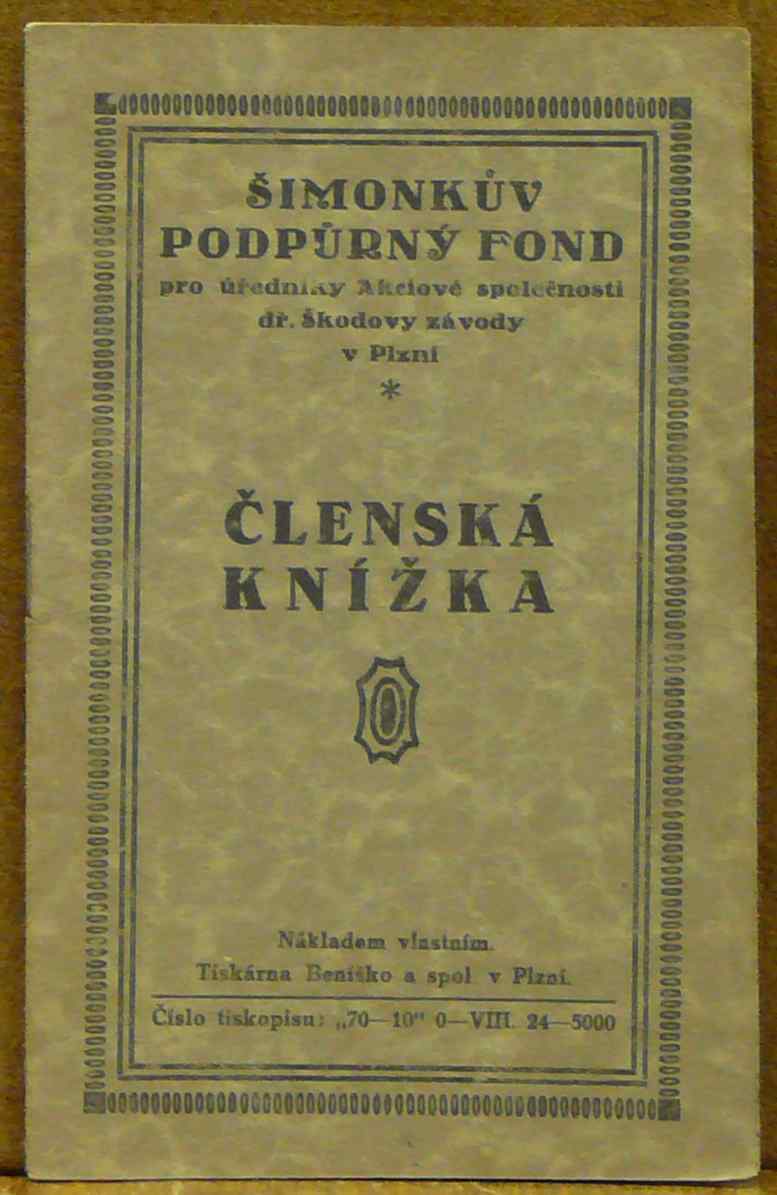 ŠIMONKŮV
PODPŮRNÝ FOND
pro úředníky Akciové společnosti
dř. Škodovy závody
v Plzni
*
ČLENSKÁ
KNÍŽKA
Nákladem vlastním.
Tiskárna Beníško a spol. v Plzni.
Číslo tiskopisu: „70—10" 0—VIII. 24—5000